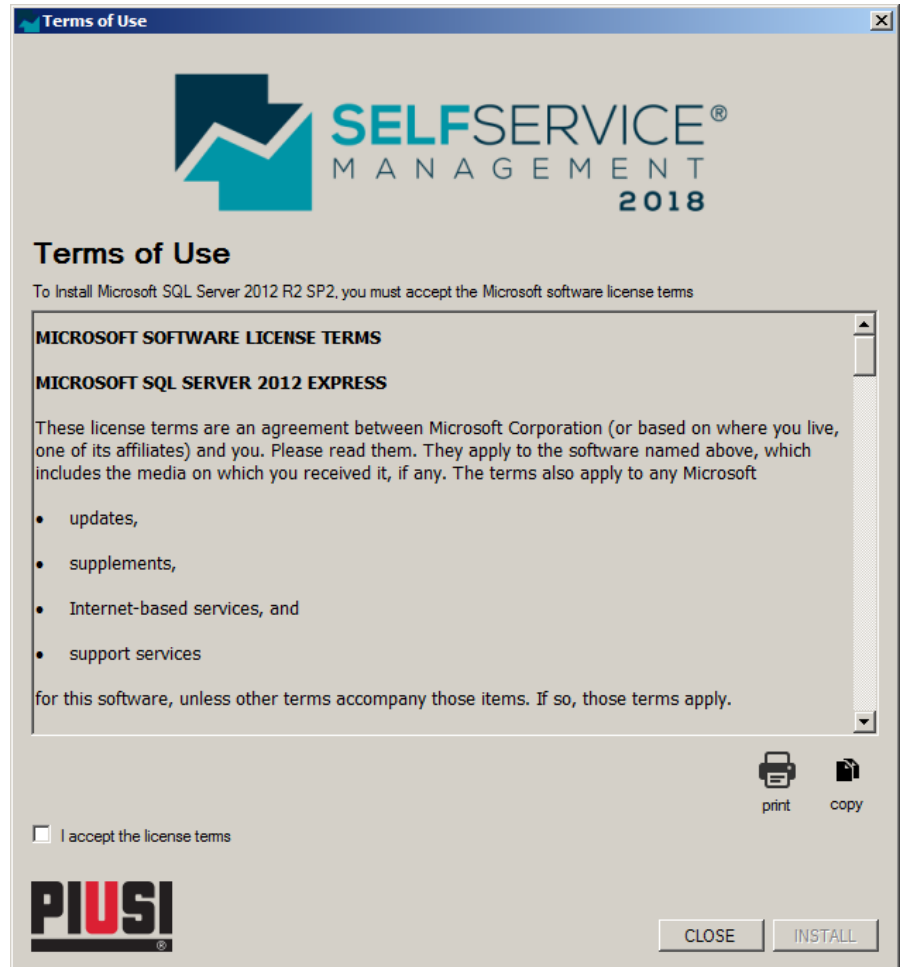 Terms of Use
SELFSERVICE®
MANAGEMENT
2018
Terms of Use
To Install Microsoft SQL Server 2012 R2 SP2, you must accept the Microsoft software license terms
MICROSOFT SOFTWARE LICENSE TERMS
MICROSOFT SQL SERVER 2012 EXPRESS
These license terms are an agreement between Microsoft Corporation (or based on where you live,
one of its affiliates) and you. Please read them. They apply to the software named above, which
includes the media on which you received it, if any. The terms also apply to any Microsoft
• updates,
• supplements,
• Internet-based services, and
• support services
for this software, unless other terms accompany those items. If so, those terms apply.
print copy
I accept the license terms
PIUSI®
CLOSE INSTALL